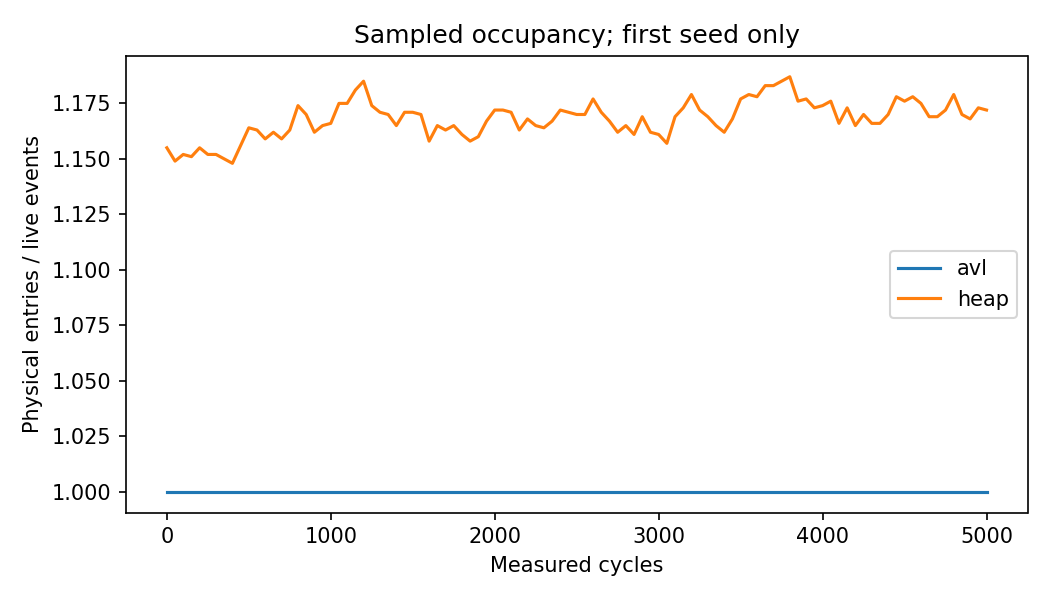 Sampled occupancy; first seed only
Physical entries / live events
1.175
1.150
1.125
1.100
1.075
1.050
1.025
1.000
avl
heap
0 1000 2000 3000 4000 5000
Measured cycles